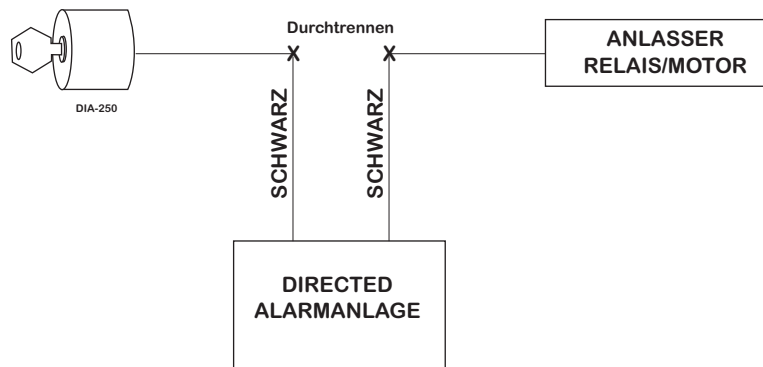 Durchtrennen
ANLASSER
RELAIS/MOTOR
DIA-250
SCHWARZ
SCHWARZ
DIRECTED
ALARMANLAGE